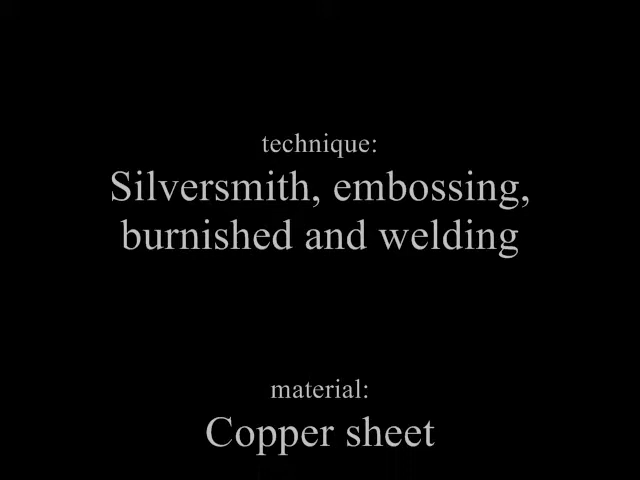 technique:
Silversmith, embossing,
burnished and welding
material:
Copper sheet